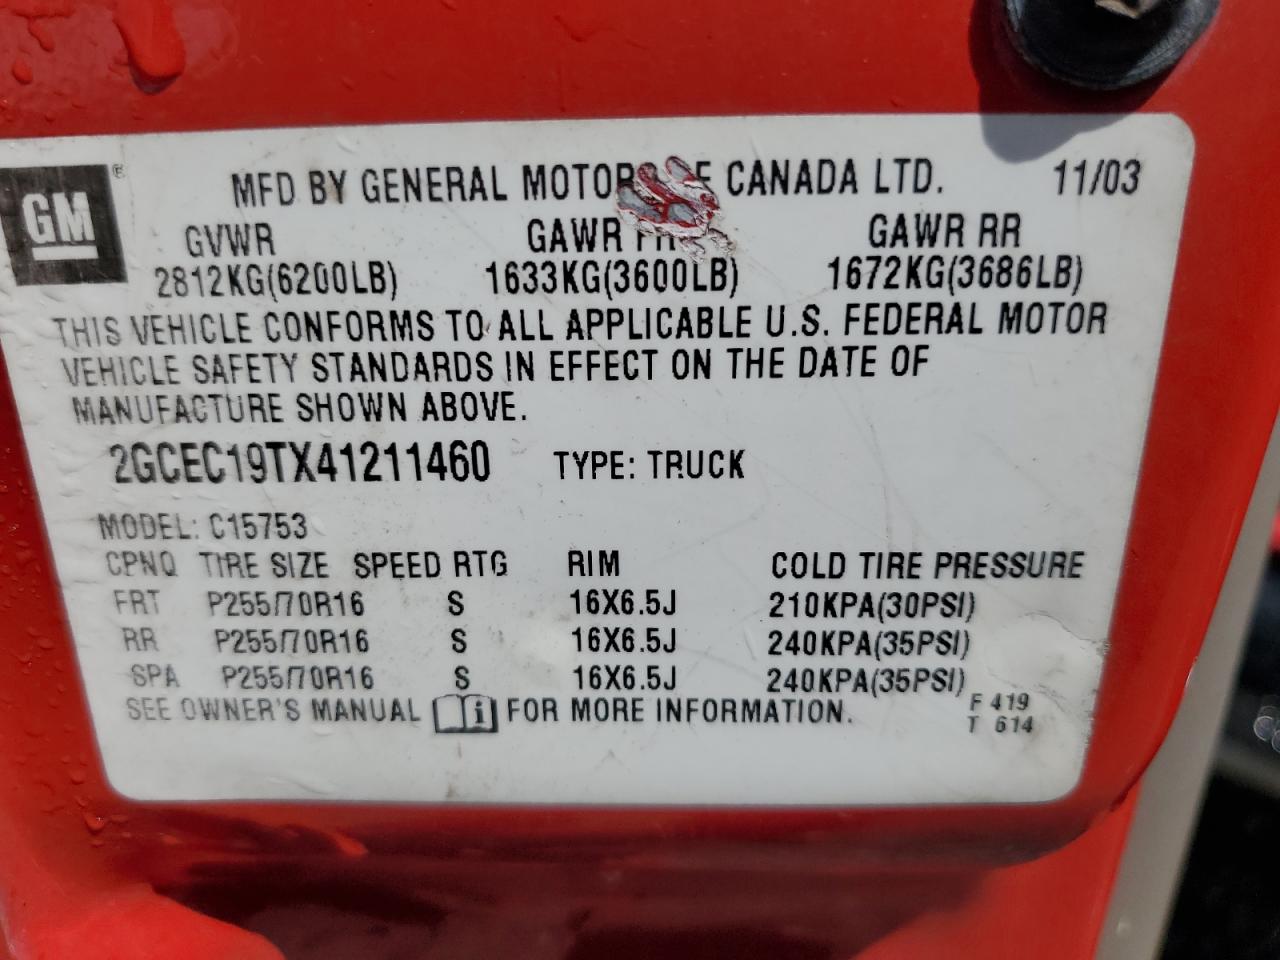 GM ® MFD BY GENERAL MOTORS OF CANADA LTD. 11/03
GVWR GAWR FRT GAWR RR
2812KG(6200LB) 1633KG(3600LB) 1672KG(3686LB)
THIS VEHICLE CONFORMS TO ALL APPLICABLE U.S. FEDERAL MOTOR
VEHICLE SAFETY STANDARDS IN EFFECT ON THE DATE OF
MANUFACTURE SHOWN ABOVE.
2GCEC19TX41211460 TYPE: TRUCK
MODEL: C15753
CPNQ TIRE SIZE SPEED RTG RIM COLD TIRE PRESSURE
FRT P255/70R16 S 16X6.5J 210KPA(30PSI)
RR P255/70R16 S 16X6.5J 240KPA(35PSI)
SPA P255/70R16 S 16X6.5J 240KPA(35PSI)
SEE OWNER'S MANUAL i FOR MORE INFORMATION.
F 419
T 614